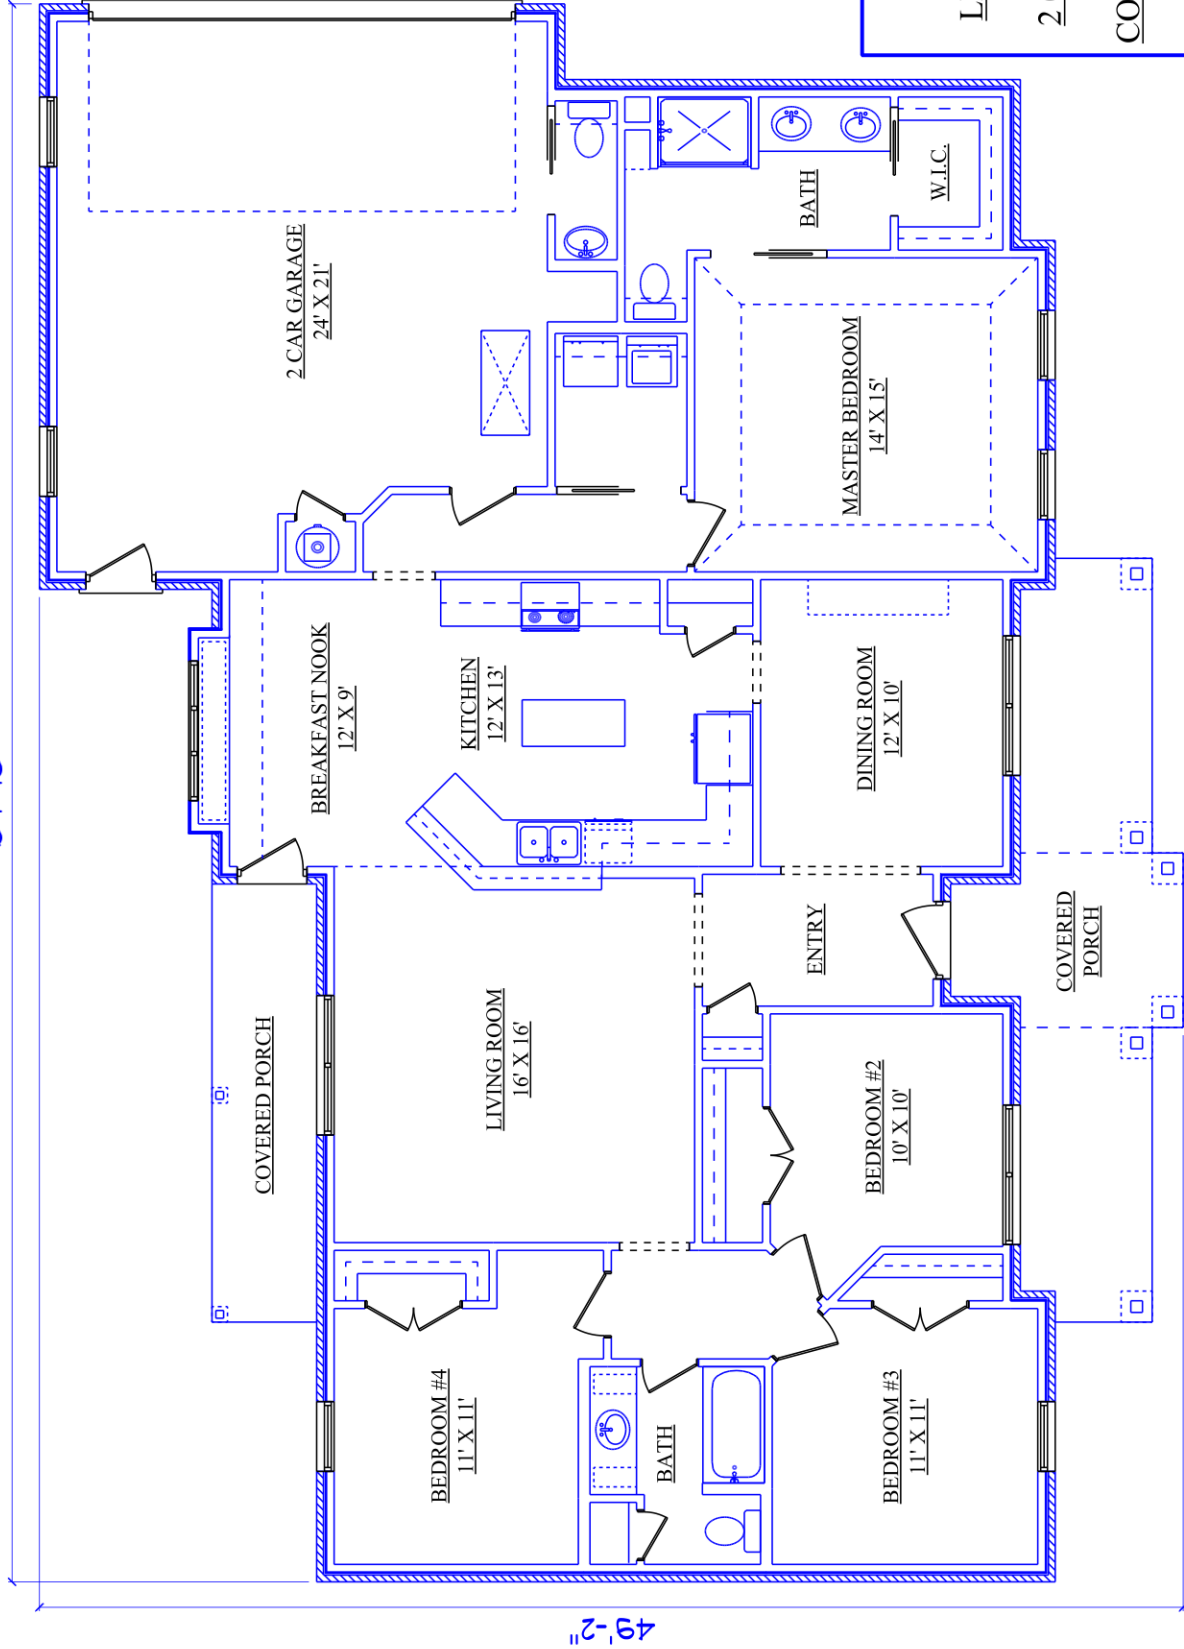 2 CAR GARAGE
24' X 21'
BATH
W.I.C.
MASTER BEDROOM
14' X 15'
BREAKFAST NOOK
12' X 9'
KITCHEN
12' X 13'
DINING ROOM
12' X 10'
COVERED PORCH
LIVING ROOM
16' X 16'
ENTRY
COVERED
PORCH
BEDROOM #2
10' X 10'
BEDROOM #4
11' X 11'
BATH
BEDROOM #3
11' X 11'
49'-2"
L
2
CO